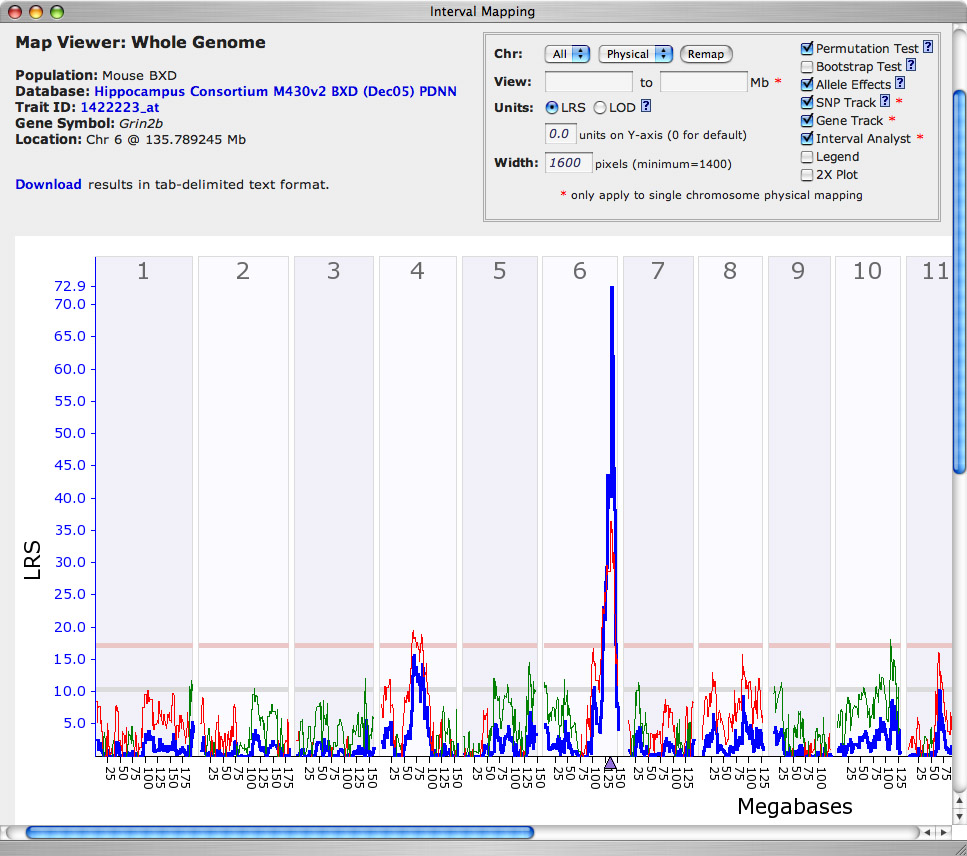 Interval Mapping
Map Viewer: Whole Genome
Population: Mouse BXD
Database: Hippocampus Consortium M430v2 BXD (Dec05) PDNN
Trait ID: 1422223_at
Gene Symbol: Grin2b
Location: Chr 6 @ 135.789245 Mb
Download results in tab-delimited text format.
Chr: All Physical Remap
View: to Mb *
Units: LRS LOD ?
0.0 units on Y-axis (0 for default)
Width: 1600 pixels (minimum=1400)
* only apply to single chromosome physical mapping
Permutation Test ?
Bootstrap Test ?
Allele Effects ?
SNP Track ? *
Gene Track *
Interval Analyst *
Legend
2X Plot
1 2 3 4 5 6 7 8 9 10 11
72.9
70.0
65.0
60.0
55.0
50.0
45.0
40.0
35.0
30.0
25.0
20.0
15.0
10.0
5.0
LRS
25 50 75 100 125 150 175 25 50 75 100 125 150 175 25 50 75 100 125 150 25 50 75 100 125 150 25 50 75 100 125 150 25 50 75 100 125 150 25 50 75 100 125 25 50 75 100 125 25 50 75 100 25 50 75 100 125 25 50 75
Megabases